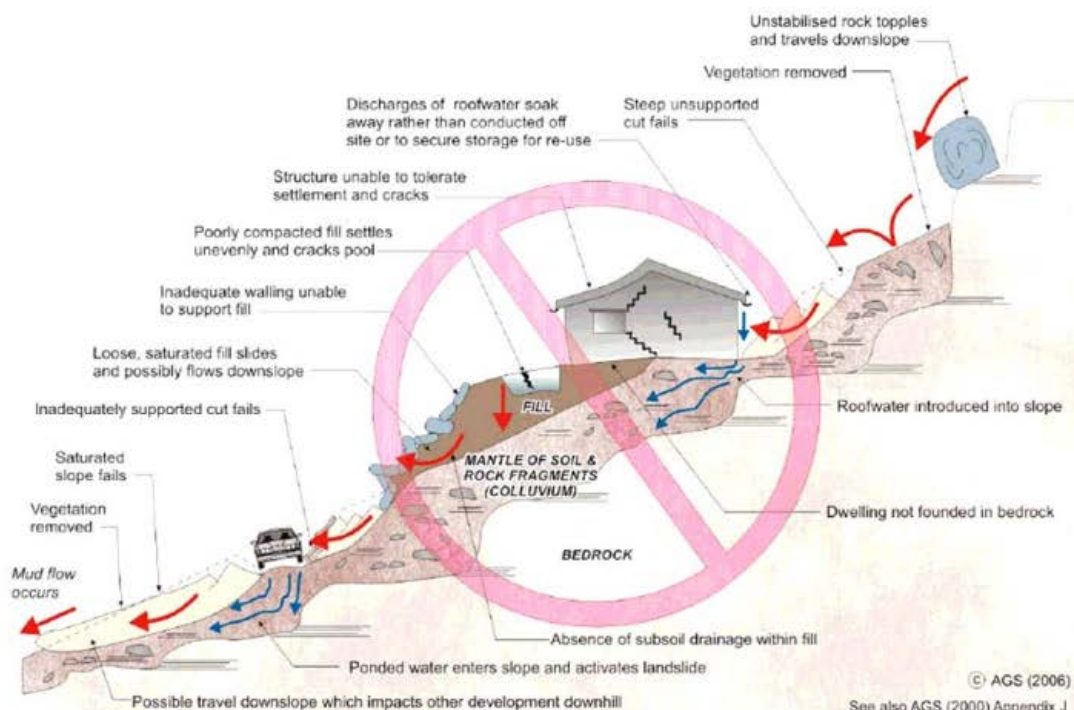 Unstabilised rock topples
and travels downslope
Vegetation removed
Discharges of roofwater soak
away rather than conducted off
site or to secure storage for re-use
Steep unsupported
cut fails
Structure unable to tolerate
settlement and cracks
Poorly compacted fill settles
unevenly and cracks pool
Inadequate walling unable
to support fill
Loose, saturated fill slides
and possibly flows downslope
Inadequately supported cut fails
Roofwater introduced into slope
FILL
Saturated
slope fails
MANTLE OF SOIL &
ROCK FRAGMENTS
(COLLUVIUM)
Vegetation
removed
Dwelling not founded in bedrock
BEDROCK
Mud flow
occurs
Absence of subsoil drainage within fill
Ponded water enters slope and activates landslide
© AGS (2006)
Possible travel downslope which impacts other development downhill
See also AGS (2000) Appendix J